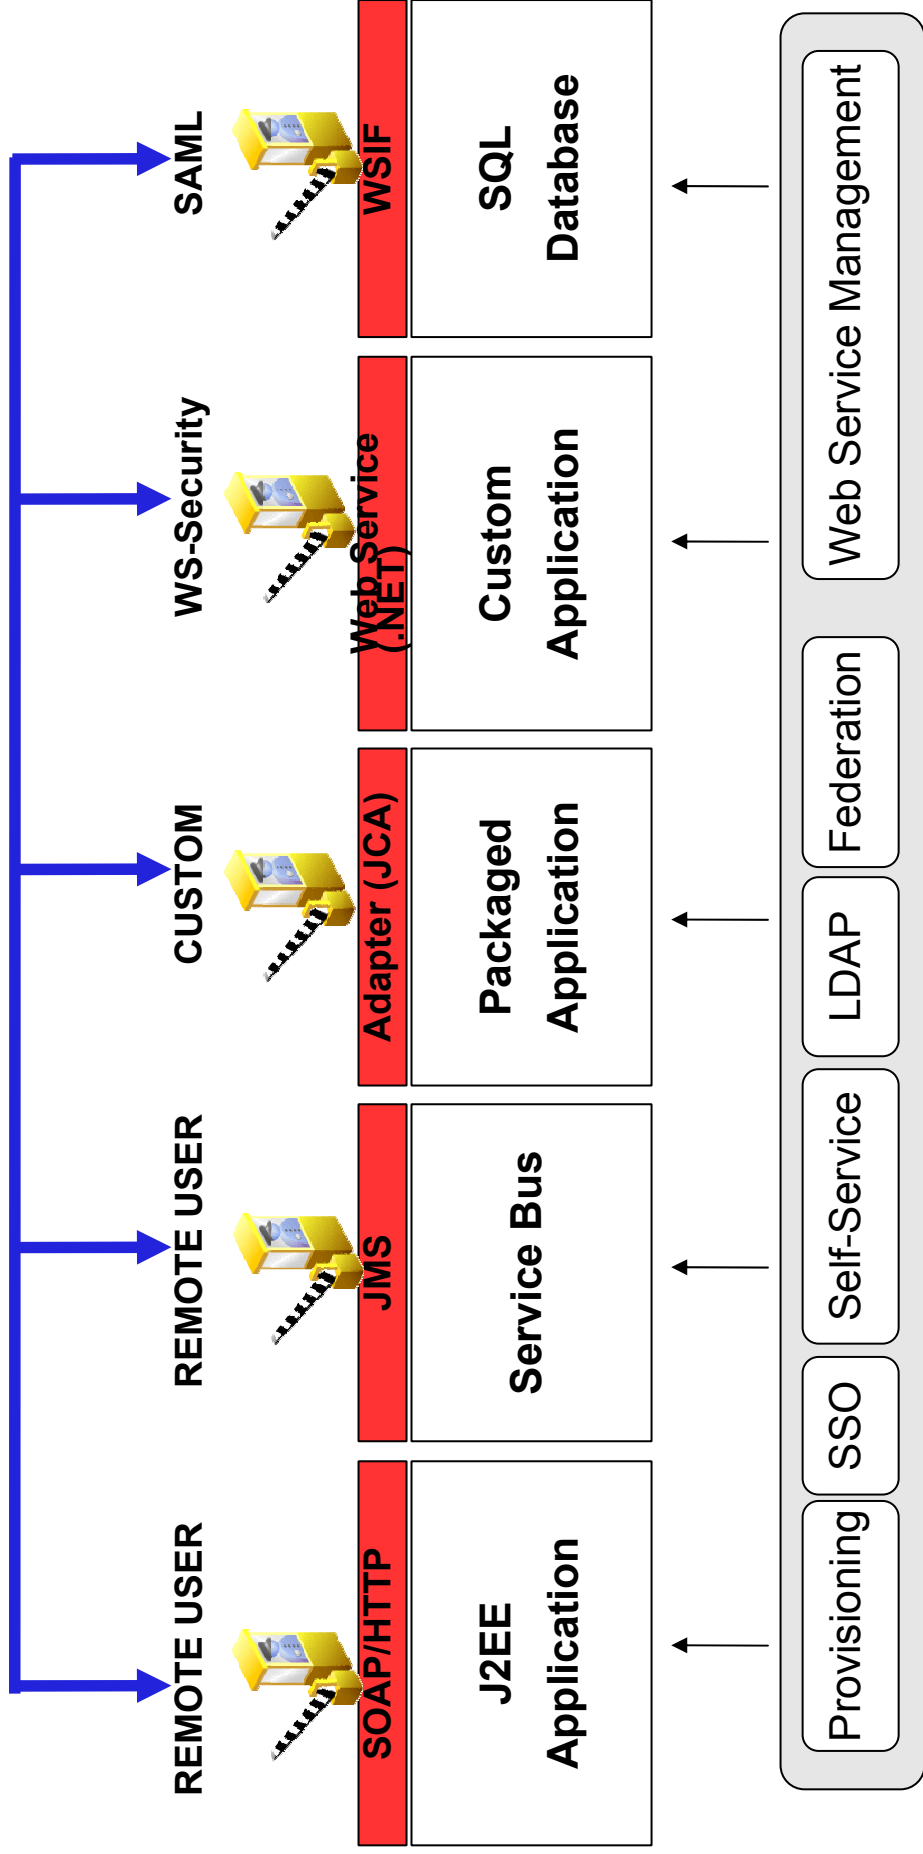 REMOTE USER
REMOTE USER
CUSTOM
WS-Security
SAML
SOAP/HTTP
JMS
Adapter (JCA)
Web Service
(.NET)
WSIF
J2EE
Application
Service Bus
Packaged
Application
Custom
Application
SQL
Database
Provisioning
SSO
Self-Service
LDAP
Federation
Web Service Management